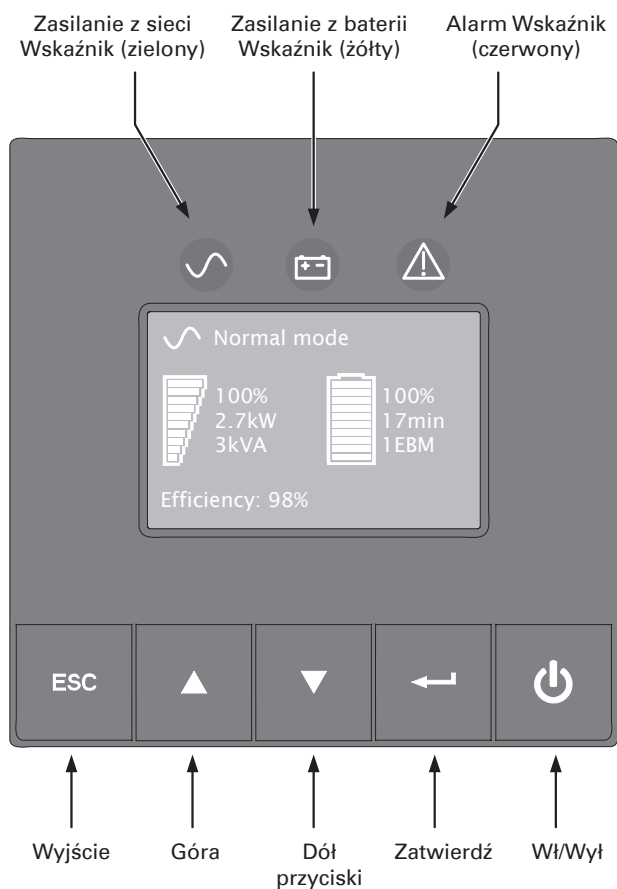 Zasilanie z sieci
Wskaźnik (zielony)
Zasilanie z baterii
Wskaźnik (żółty)
Alarm Wskaźnik
(czerwony)
Normal mode
100%
2.7kW
3kVA
100%
17min
1EBM
Efficiency: 98%
ESC
Wyjście
Góra
Dół
przyciski
Zatwierdź
Wł/Wył